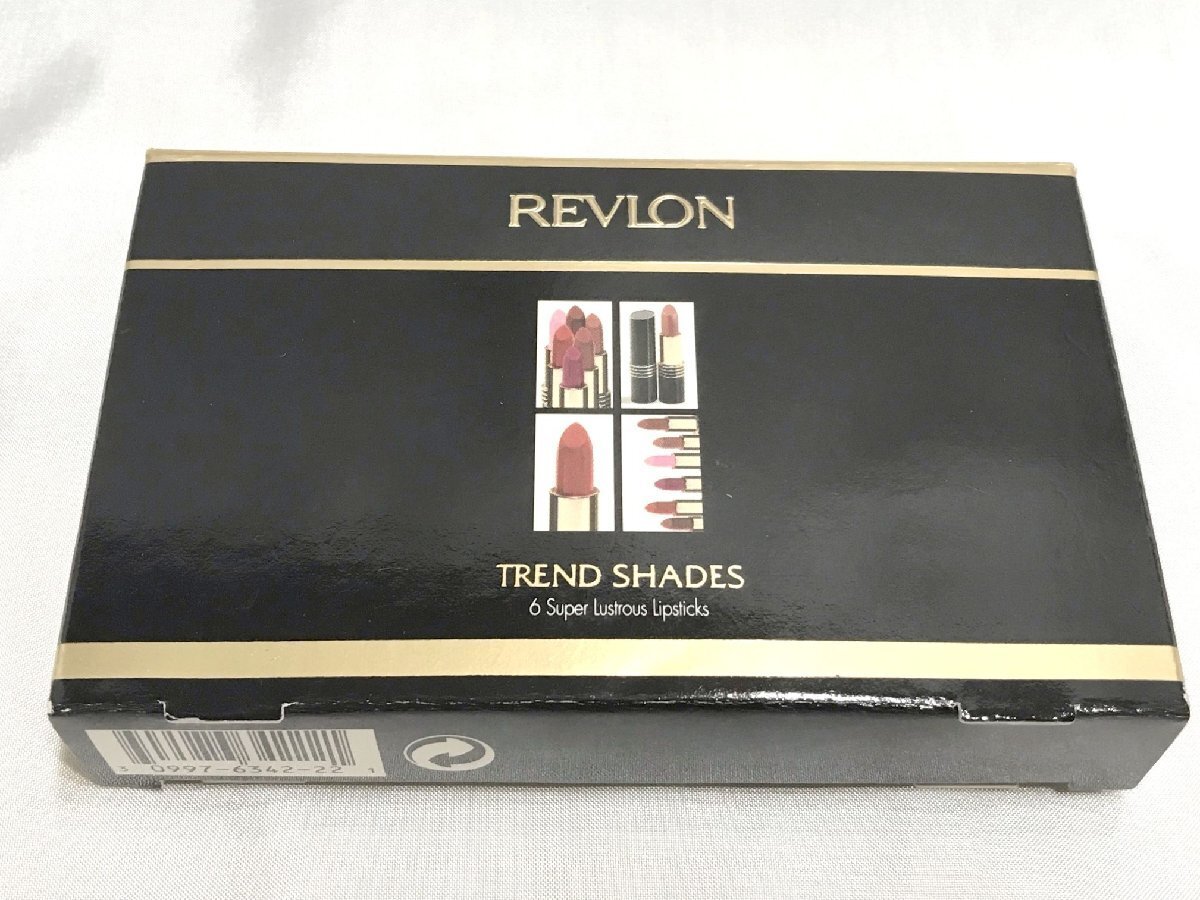 REVLON
TREND SHADES
6 Super Lustrous Lipsticks
3 0997-6342-22 1